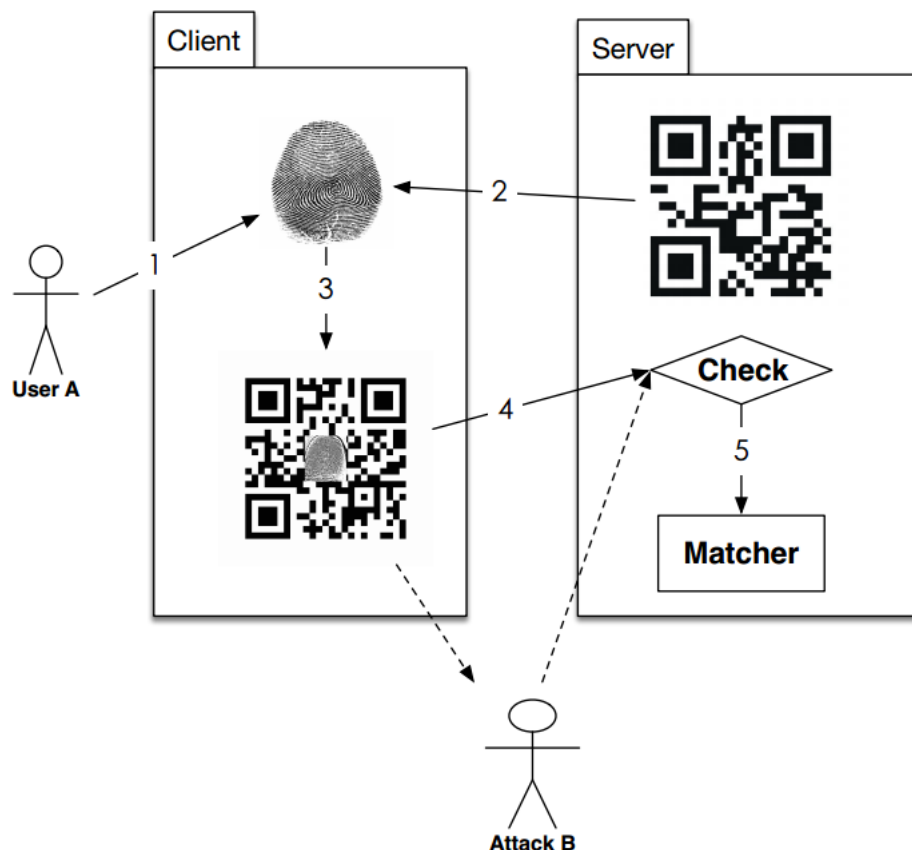 Client
Server
2
1
3
User A
Check
4
5
Matcher
Attack B